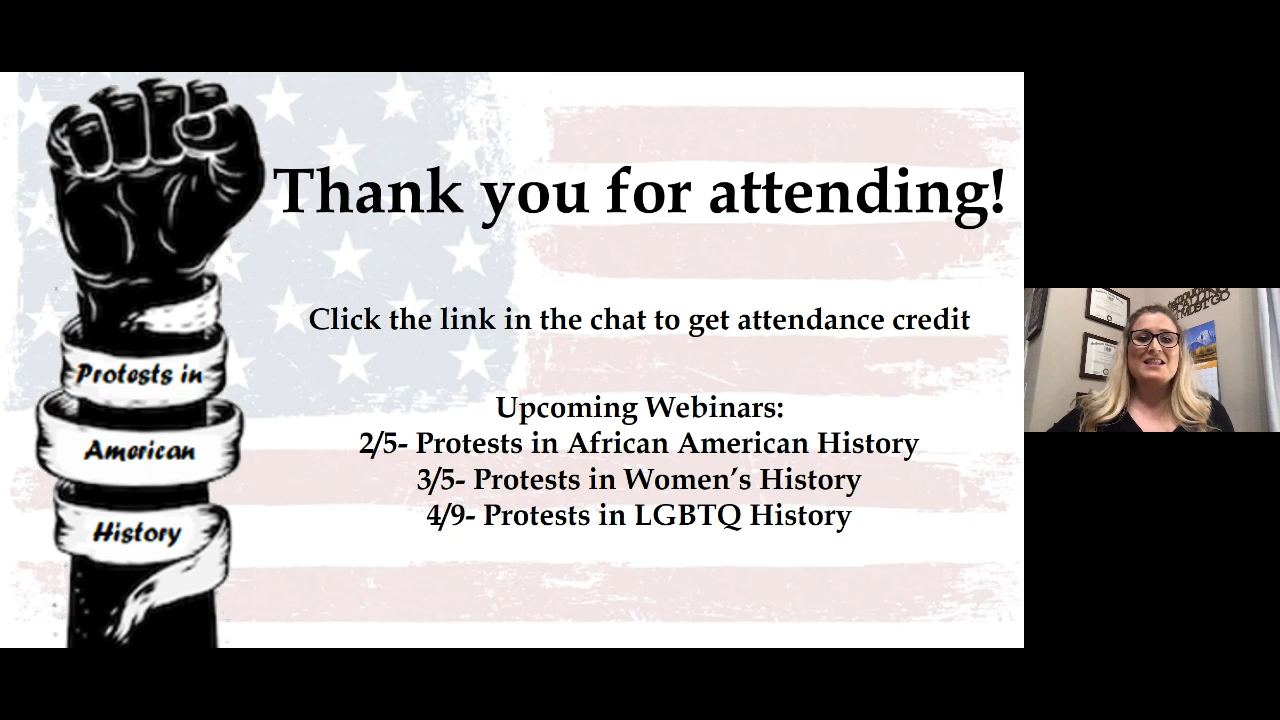 Thank you for attending!
Click the link in the chat to get attendance credit
Upcoming Webinars:
2/5- Protests in African American History
3/5- Protests in Women’s History
4/9- Protests in LGBTQ History
Protests in
American
History